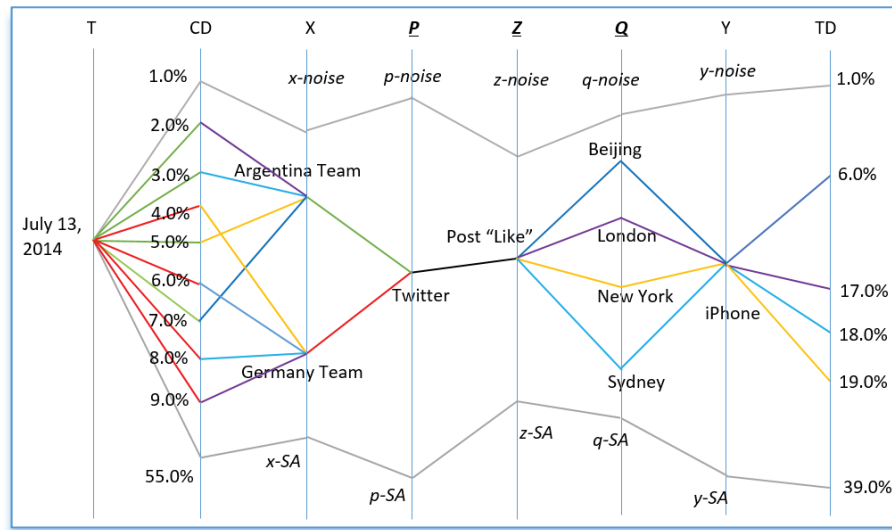 T CD X P Z Q Y TD
1.0% x-noise p-noise z-noise q-noise y-noise 1.0%
2.0%
3.0% Argentina Team Beijing 6.0%
4.0%
July 13,
2014
5.0% Post “Like” London
6.0% Twitter New York 17.0%
7.0% iPhone 18.0%
8.0% Germany Team Sydney 19.0%
9.0%
55.0% x-SA p-SA z-SA q-SA y-SA 39.0%